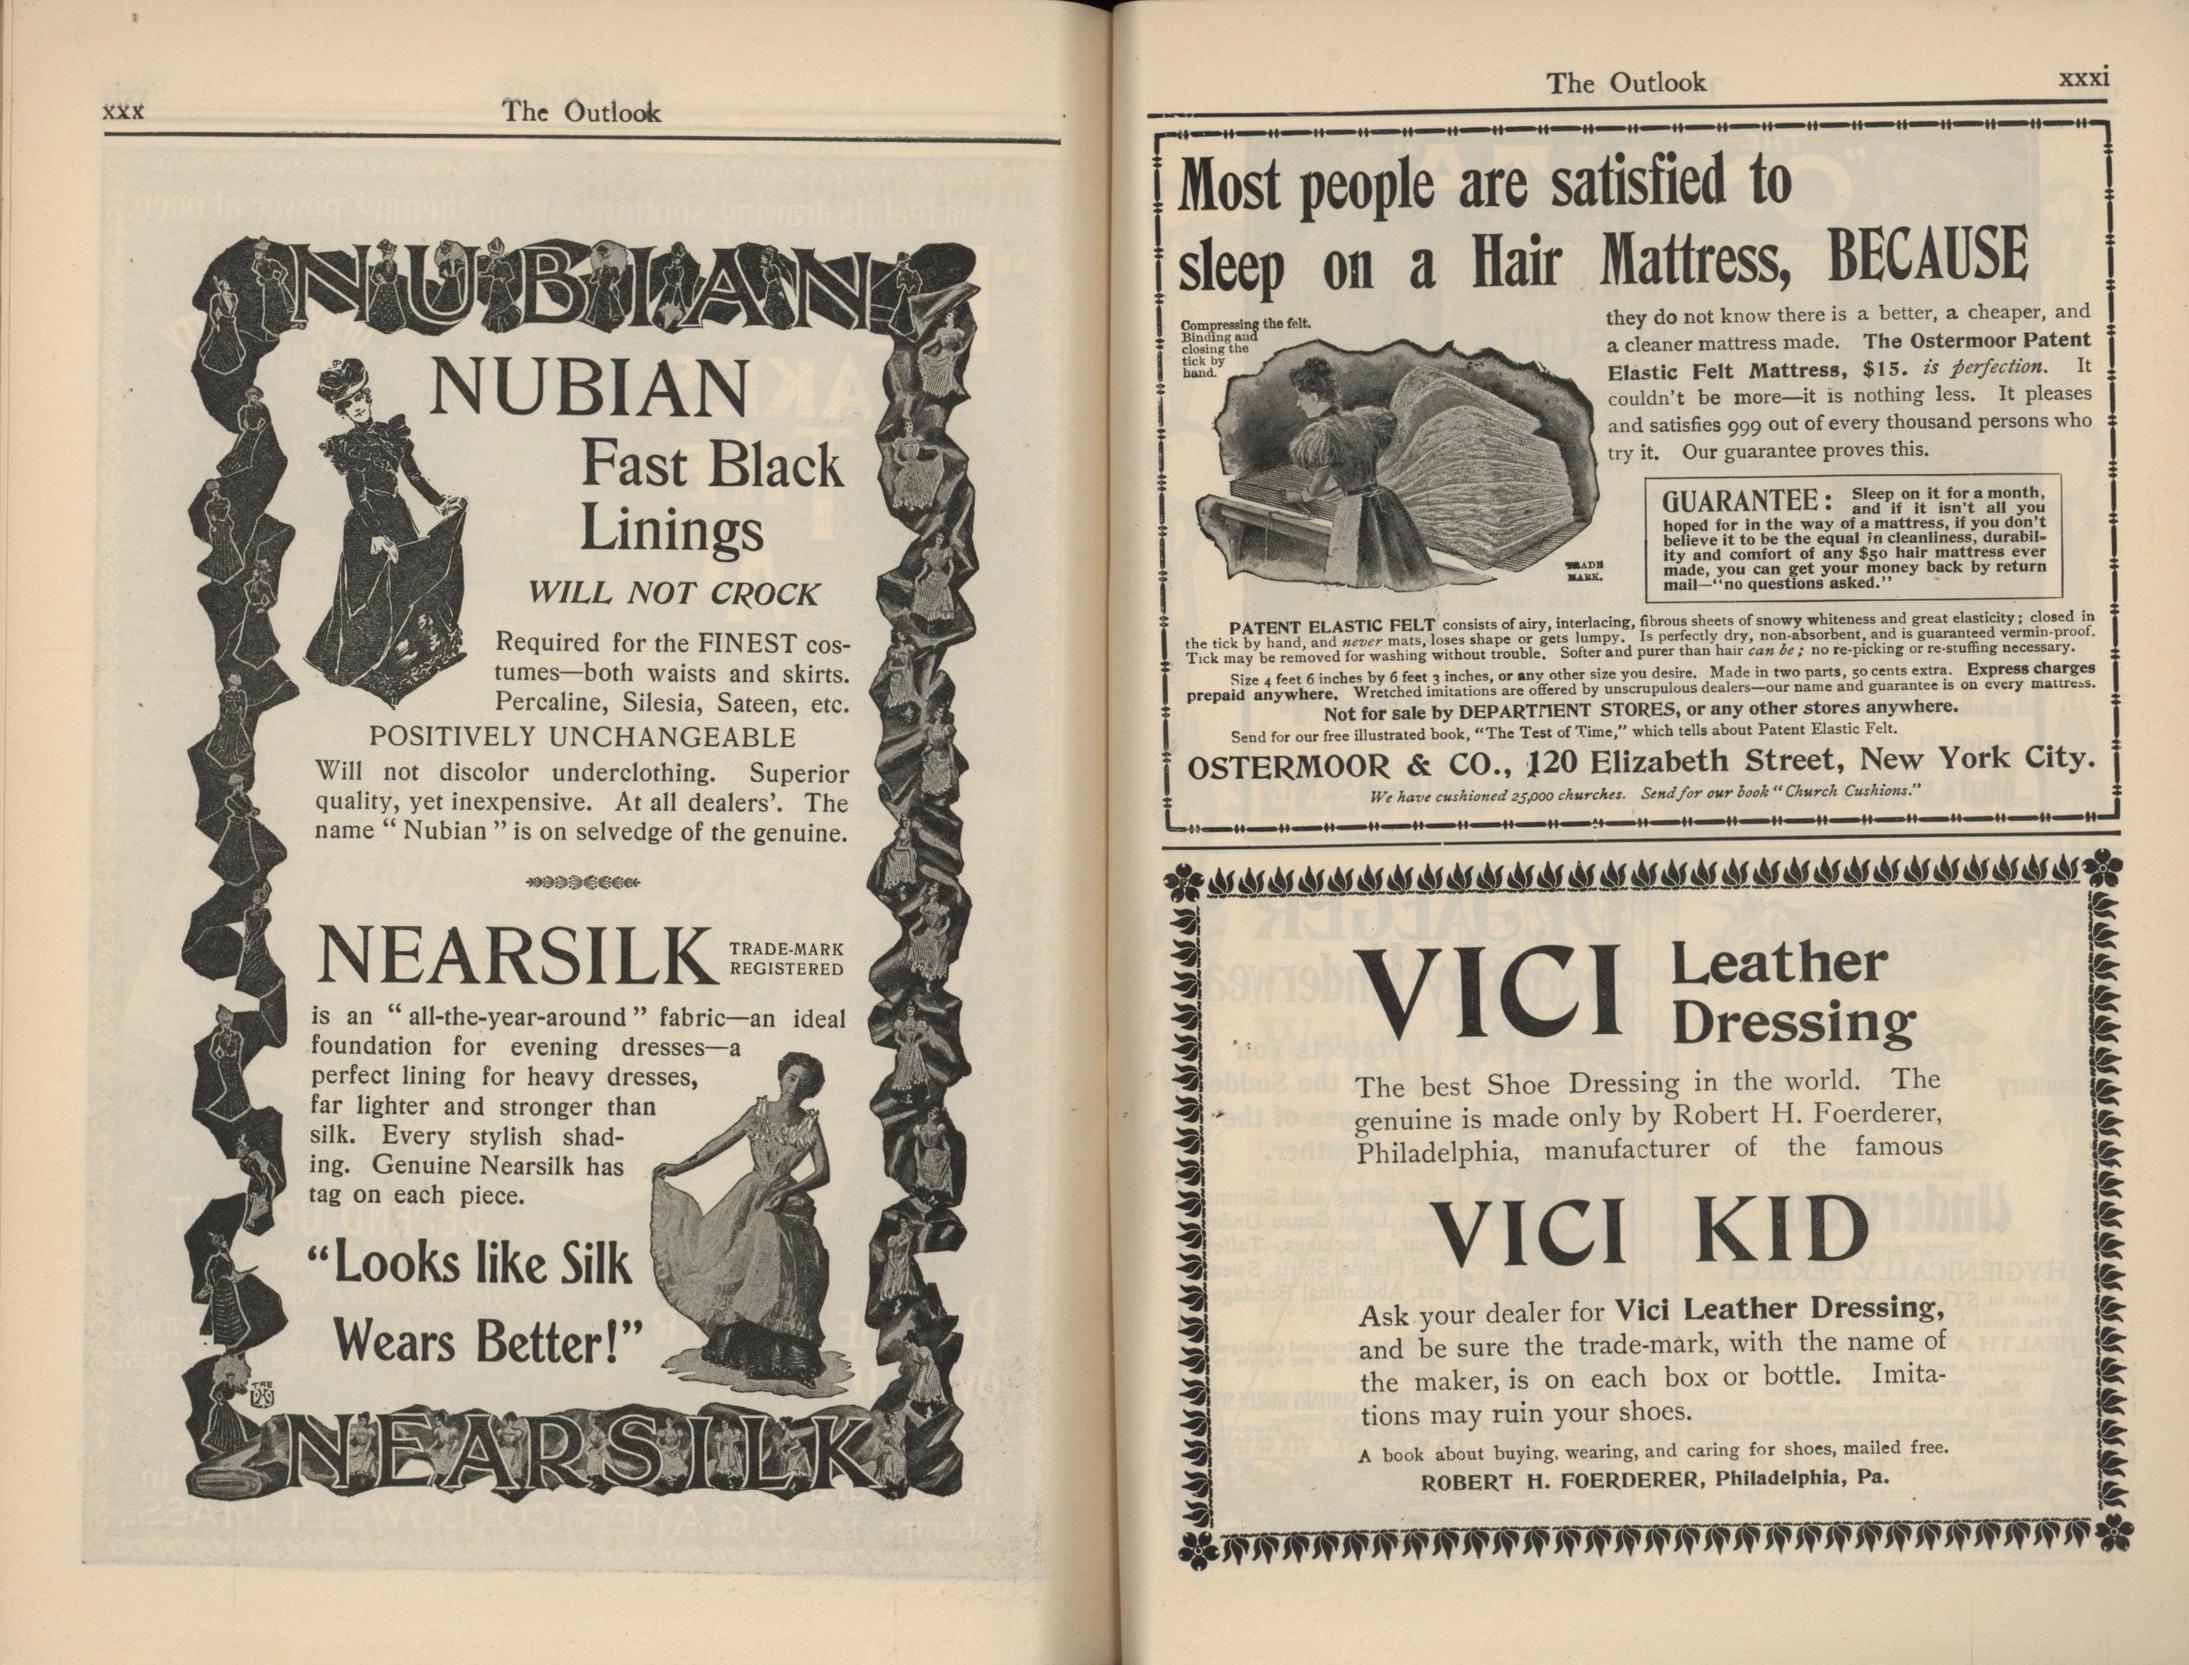 xxx
The Outlook
NUBIAN
NUBIAN
Fast Black
Linings
WILL NOT CROCK
Required for the FINEST cos-
tumes—both waists and skirts.
Percaline, Silesia, Sateen, etc.
POSITIVELY UNCHANGEABLE
Will not discolor underclothing. Superior
quality, yet inexpensive. At all dealers'. The
name "Nubian" is on selvedge of the genuine.
NEARSILK TRADE-MARK
REGISTERED
is an "all-the-year-around" fabric—an ideal
foundation for evening dresses—a
perfect lining for heavy dresses,
far lighter and stronger than
silk. Every stylish shad-
ing. Genuine Nearsilk has
tag on each piece.
"Looks like Silk
Wears Better!"
NEARSILK
The Outlook
xxxi
Most people are satisfied to
sleep on a Hair Mattress, BECAUSE
Compressing the felt.
Binding and
closing the
tick by
hand.
they do not know there is a better, a cheaper, and
a cleaner mattress made. The Ostermoor Patent
Elastic Felt Mattress, $15. is perfection. It
couldn't be more—it is nothing less. It pleases
and satisfies 999 out of every thousand persons who
try it. Our guarantee proves this.
TRADE
MARK.
GUARANTEE: Sleep on it for a month,
and if it isn't all you
hoped for in the way of a mattress, if you don't
believe it to be the equal in cleanliness, durabil-
ity and comfort of any $50 hair mattress ever
made, you can get your money back by return
mail—"no questions asked."
PATENT ELASTIC FELT consists of airy, interlacing, fibrous sheets of snowy whiteness and great elasticity; closed in
the tick by hand, and never mats, loses shape or gets lumpy. Is perfectly dry, non-absorbent, and is guaranteed vermin-proof.
Tick may be removed for washing without trouble. Softer and purer than hair can be; no re-picking or re-stuffing necessary.
Size 4 feet 6 inches by 6 feet 3 inches, or any other size you desire. Made in two parts, 50 cents extra. Express charges
prepaid anywhere. Wretched imitations are offered by unscrupulous dealers—our name and guarantee is on every mattress.
Not for sale by DEPARTMENT STORES, or any other stores anywhere.
Send for our free illustrated book, "The Test of Time," which tells about Patent Elastic Felt.
OSTERMOOR & CO., 120 Elizabeth Street, New York City.
We have cushioned 25,000 churches. Send for our book "Church Cushions."
VICI Leather
Dressing
The best Shoe Dressing in the world. The
genuine is made only by Robert H. Foerderer,
Philadelphia, manufacturer of the famous
VICI KID
Ask your dealer for Vici Leather Dressing,
and be sure the trade-mark, with the name of
the maker, is on each box or bottle. Imita-
tions may ruin your shoes.
A book about buying, wearing, and caring for shoes, mailed free.
ROBERT H. FOERDERER, Philadelphia, Pa.